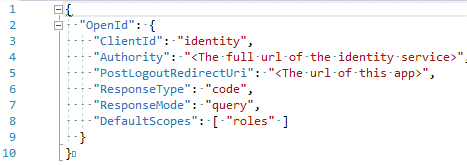 1 {
2 "OpenId": {
3 "ClientId": "identity",
4 "Authority": "<The full url of the identity service>",
5 "PostLogoutRedirectUri": "<The url of this app>",
6 "ResponseType": "code",
7 "ResponseMode": "query",
8 "DefaultScopes": [ "roles" ]
9 }
10 }